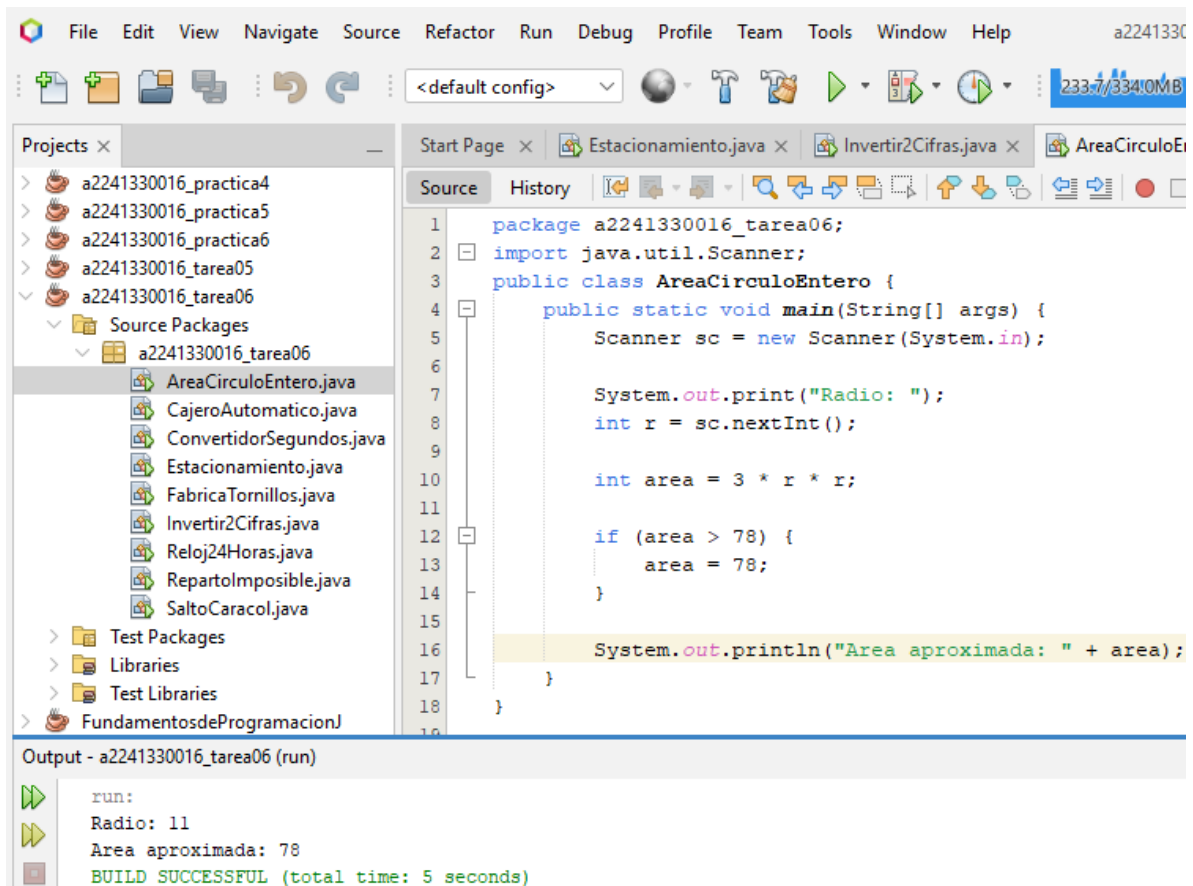 File Edit View Navigate Source Refactor Run Debug Profile Team Tools Window Help a2241330
<default config> 233.7/334.0MB
Projects
Start Page Estacionamiento.java Invertir2Cifras.java AreaCirculoEn
Source History
a2241330016_practica4
a2241330016_practica5
a2241330016_practica6
a2241330016_tarea05
a2241330016_tarea06
Source Packages
a2241330016_tarea06
AreaCirculoEntero.java
CajeroAutomatico.java
ConvertidorSegundos.java
Estacionamiento.java
FabricaTornillos.java
Invertir2Cifras.java
Reloj24Horas.java
RepartoImposible.java
SaltoCaracol.java
Test Packages
Libraries
Test Libraries
FundamentosdeProgramacionJ
1 package a2241330016_tarea06;
2 import java.util.Scanner;
3 public class AreaCirculoEntero {
4 public static void main(String[] args) {
5 Scanner sc = new Scanner(System.in);
6
7 System.out.print("Radio: ");
8 int r = sc.nextInt();
9
10 int area = 3 * r * r;
11
12 if (area > 78) {
13 area = 78;
14 }
15
16 System.out.println("Area aproximada: " + area);
17 }
18 }
19
Output - a2241330016_tarea06 (run)
run:
Radio: 11
Area aproximada: 78
BUILD SUCCESSFUL (total time: 5 seconds)